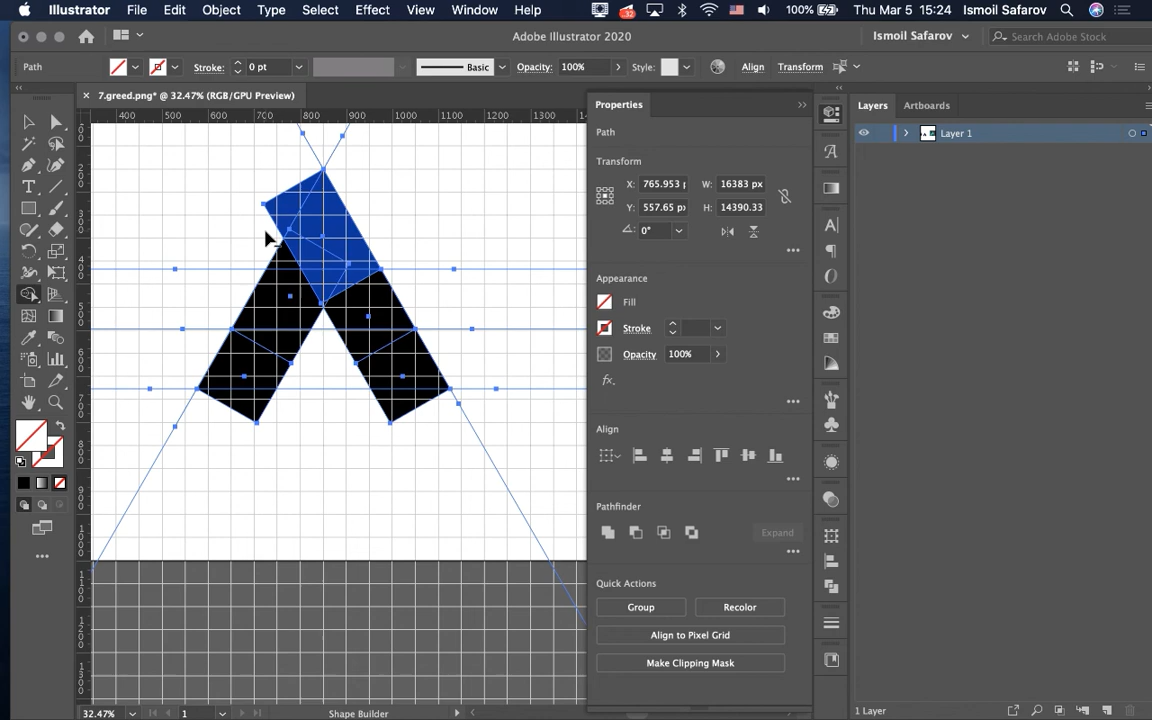 Illustrator File Edit Object Type Select Effect View Window Help 32 100% Thu Mar 5 15:24 Ismoil Safarov
Adobe Illustrator 2020
Ismoil Safarov
Search Adobe Stock
Path
Stroke:
0 pt
Basic
Opacity:
100%
Style:
Align
Transform
× 7.greed.png* @ 32.47% (RGB/GPU Preview)
400 500 600 700 800 900 1000 1100 1200 1300
Properties
Layers
Artboards
Path
Layer 1
Transform
X: 765.953 W: 16383 px
Y: 557.65 px H: 14390.33
0°
Appearance
Fill
Stroke
Opacity 100%
fx.
Align
Pathfinder
Expand
Quick Actions
Group
Recolor
Align to Pixel Grid
Make Clipping Mask
32.47%
1
Shape Builder
1 Layer